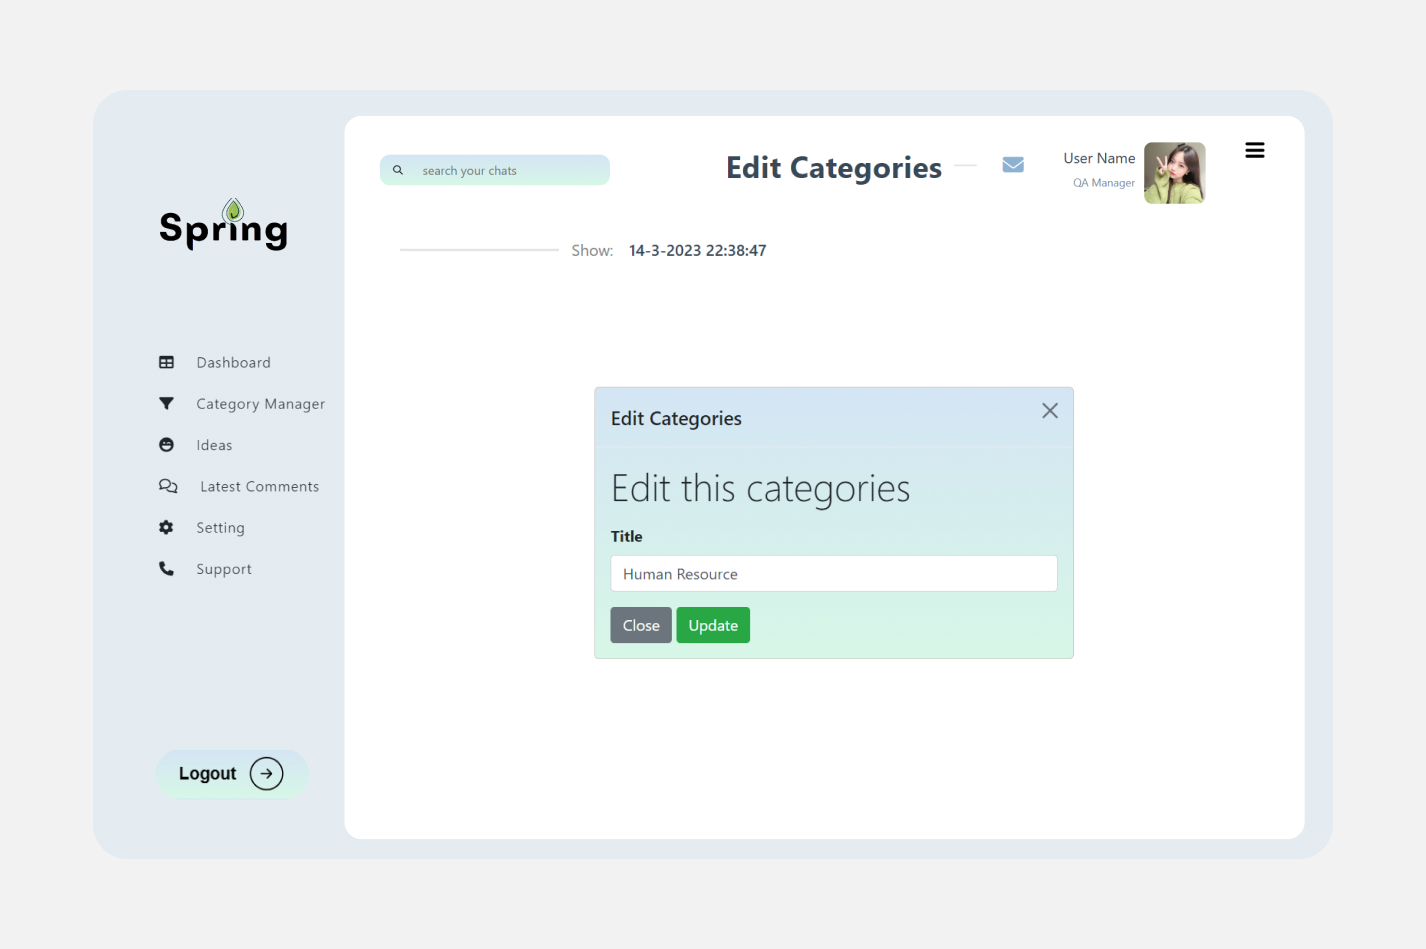 Spring
Dashboard
Category Manager
Ideas
Latest Comments
Setting
Support
Logout
search your chats
Edit Categories
User Name
QA Manager
Show: 14-3-2023 22:38:47
Edit Categories
Edit this categories
Title
Human Resource
Close Update